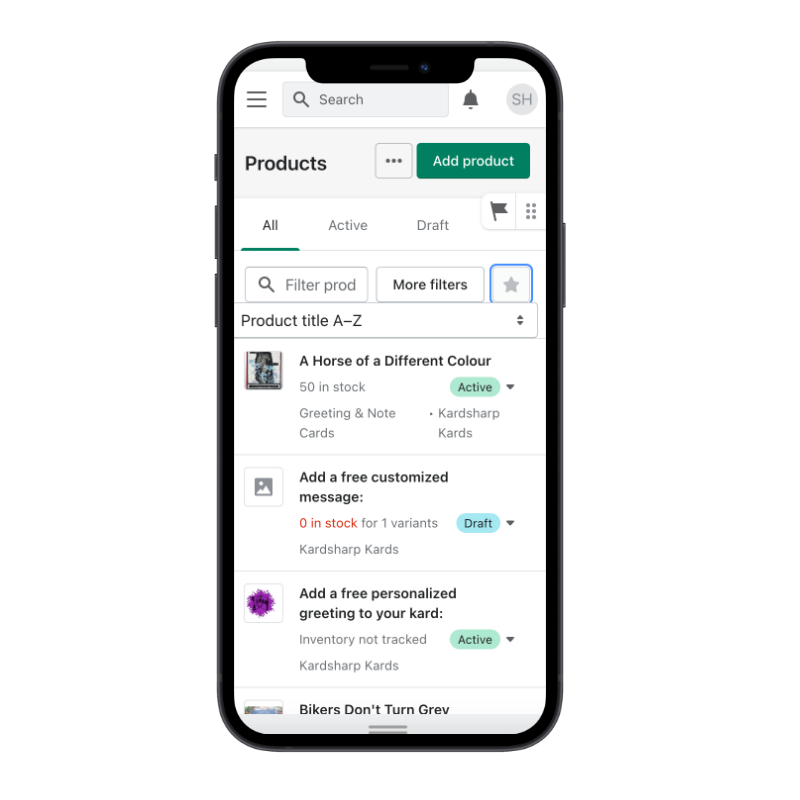 Search
SH
Products
Add product
All
Active
Draft
Filter prod
More filters
Product title A–Z
A Horse of a Different Colour
50 in stock
Active
Greeting & Note
Cards
• Kardsharp
Kards
Add a free customized
message:
0 in stock for 1 variants
Draft
Kardsharp Kards
Add a free personalized
greeting to your kard:
Inventory not tracked
Active
Kardsharp Kards
Bikers Don't Turn Grey